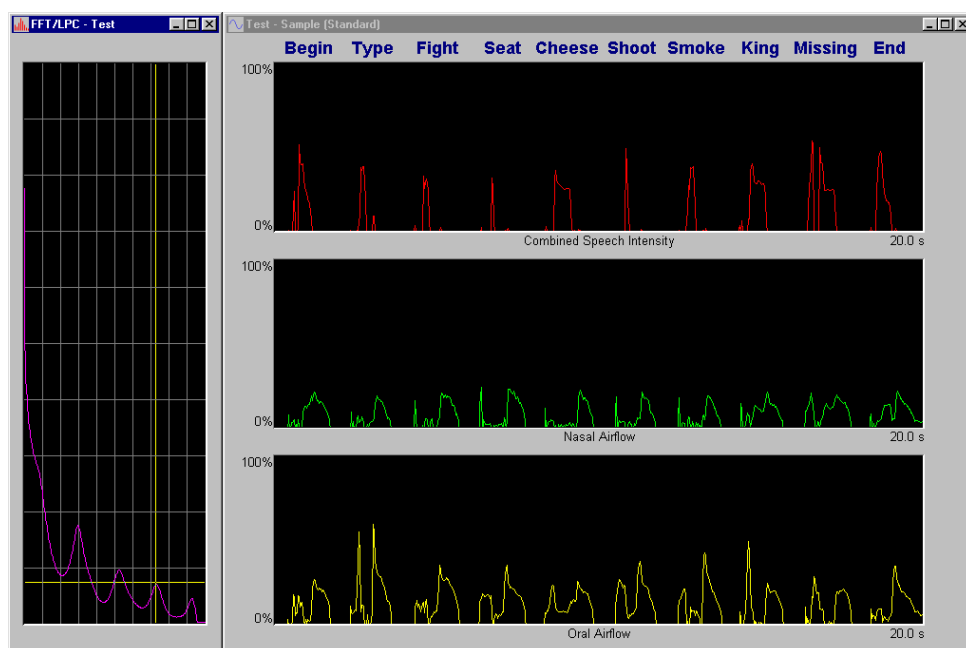 FFT/LPC - Test
Test - Sample (Standard)
Begin Type Fight Seat Cheese Shoot Smoke King Missing End
100%
0%
Combined Speech Intensity 20.0 s
100%
0%
Nasal Airflow 20.0 s
100%
0%
Oral Airflow 20.0 s